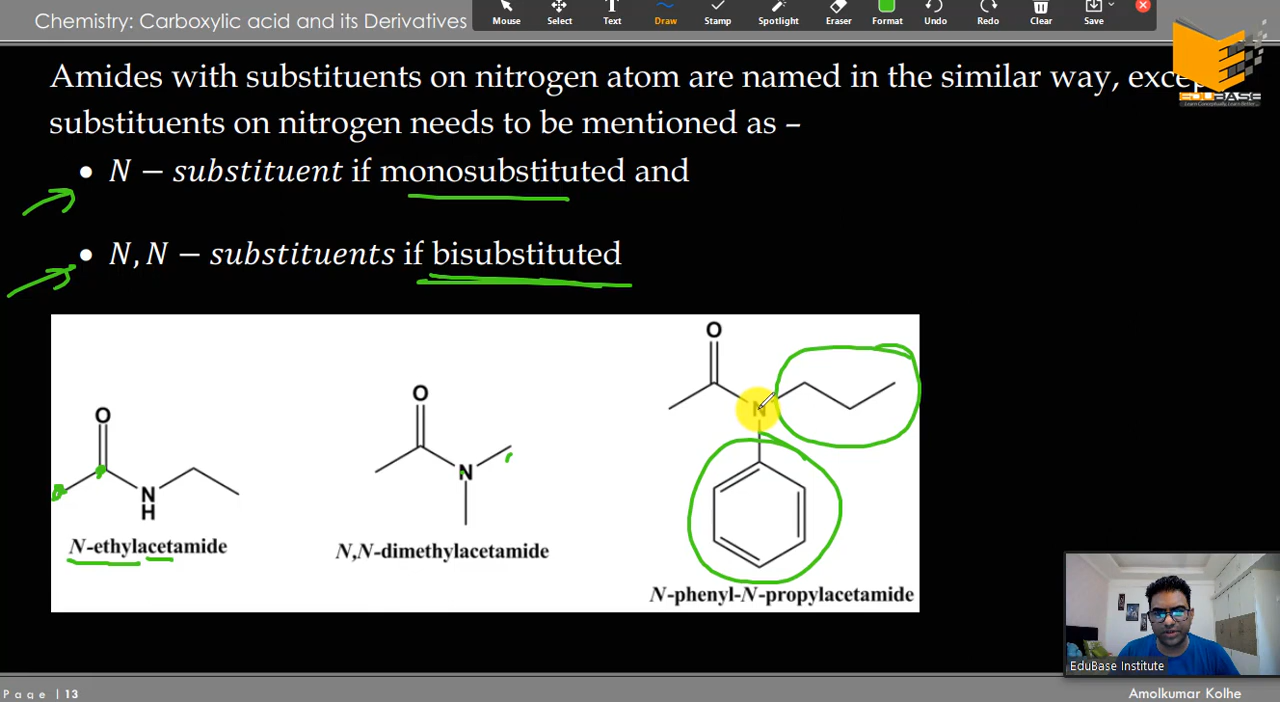 Chemistry: Carboxylic acid and its Derivatives
Mouse Select Text Draw Stamp Spotlight Eraser Format Undo Redo Clear Save
Amides with substituents on nitrogen atom are named in the similar way,
EDUBASE
substituents on nitrogen needs to be mentioned as –
• N − substituent if monosubstituted and
• N, N − substituents if bisubstituted
O
O
O
N
N
N
H
N-ethylacetamide
N,N-dimethylacetamide
N-phenyl-N-propylacetamide
EduBase Institute
Page | 13
Amolkumar Kolhe